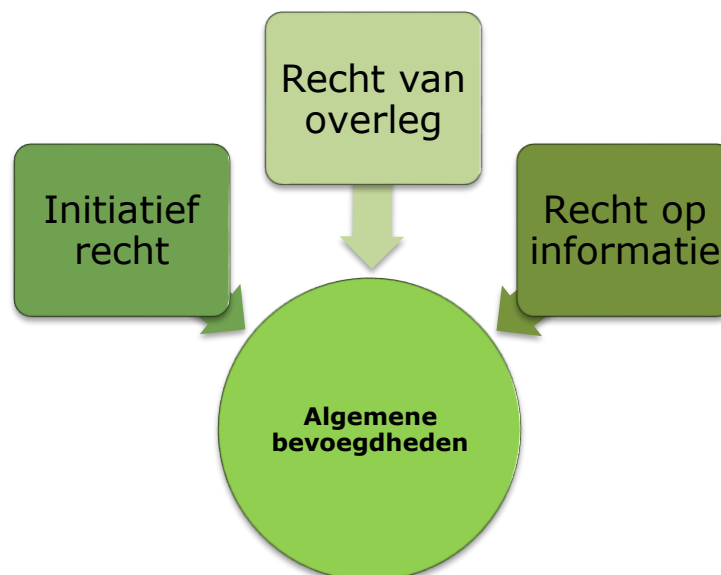 Recht van
overleg
Initiatief
recht
Recht op
informatie
Algemene
bevoegdheden